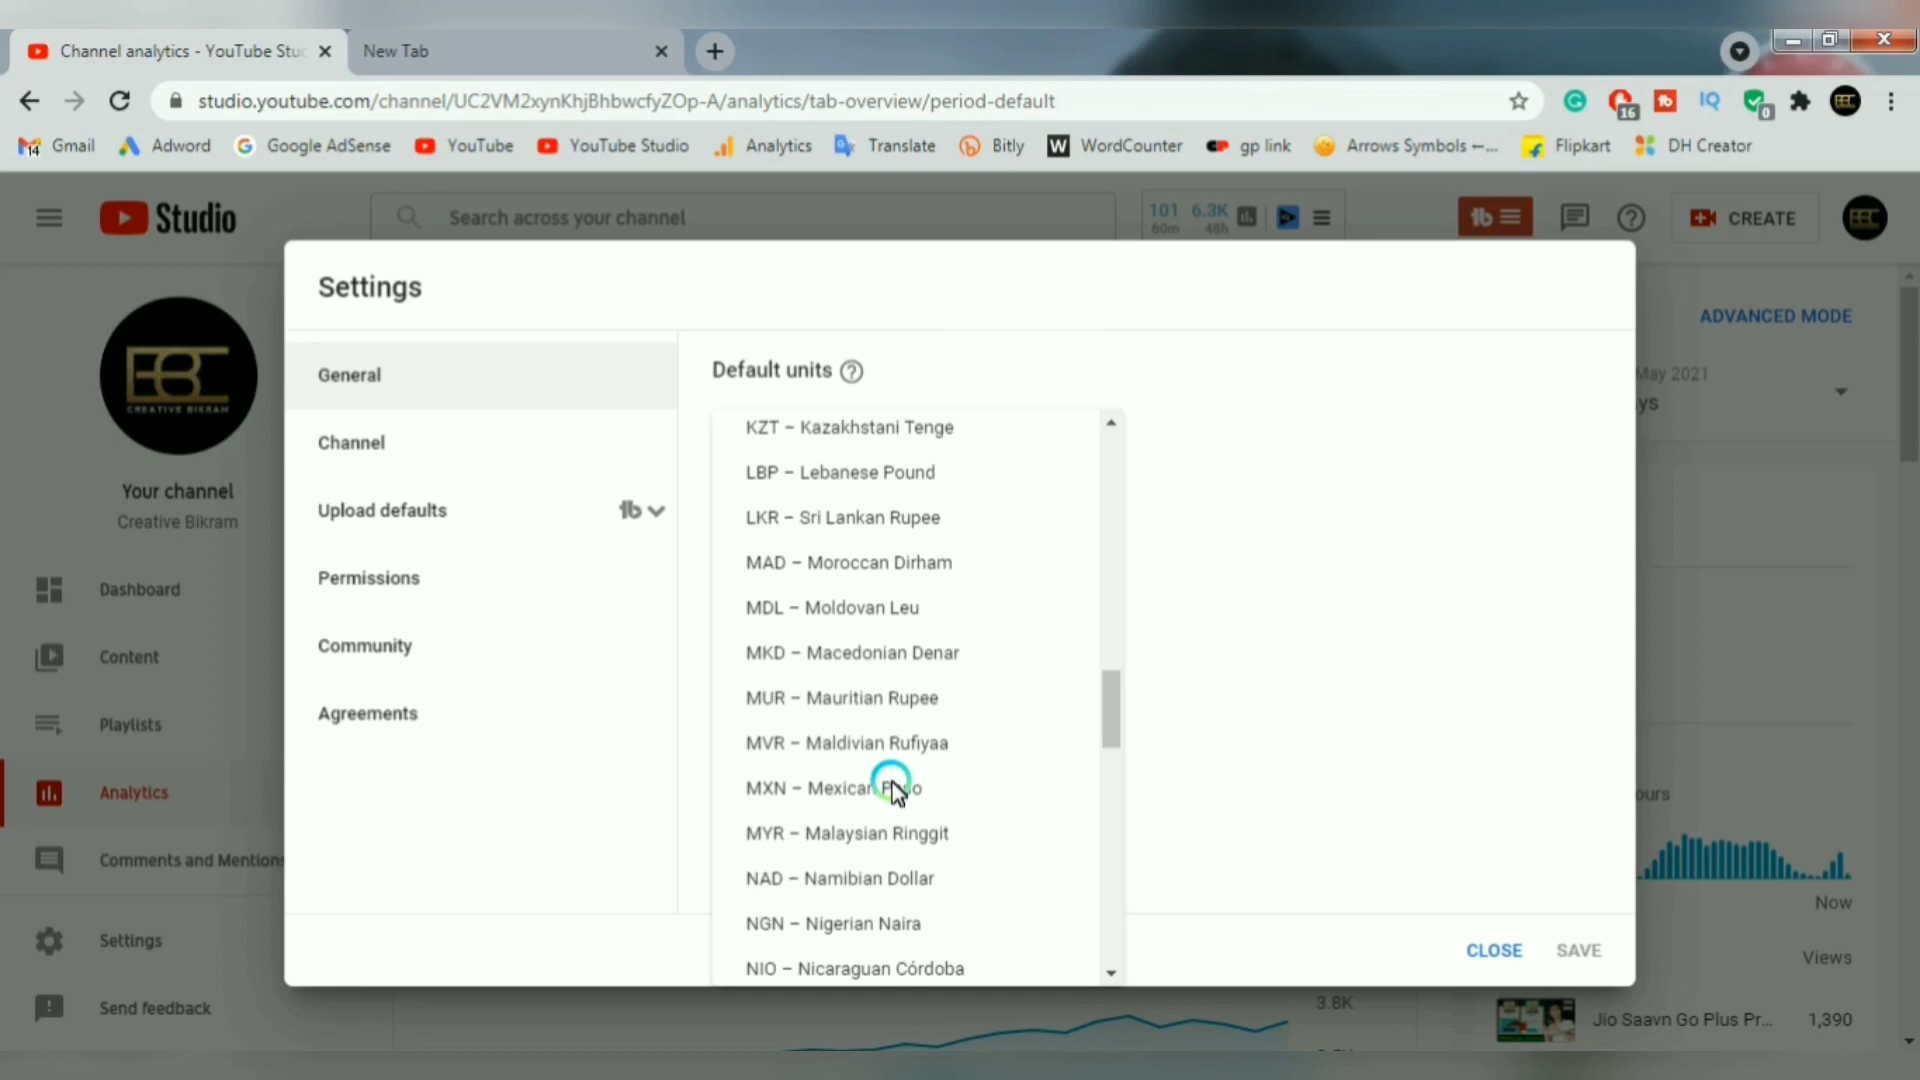 Channel analytics - YouTube Stu
New Tab
studio.youtube.com/channel/UC2VM2xynKhjBhbwcfyZOp-A/analytics/tab-overview/period-default
16
0
14 Gmail
Adword
Google AdSense
YouTube
YouTube Studio
Analytics
Translate
Bitly
W WordCounter
gp link
Arrows Symbols ←...
Flipkart
DH Creator
Studio
Search across your channel
101 6.3K
60m 48h
CREATE
Settings
ADVANCED MODE
General
Default units
May 2021
ys
CREATIVE BIKRAM
KZT – Kazakhstani Tenge
Channel
LBP – Lebanese Pound
Your channel
Creative Bikram
Upload defaults
LKR – Sri Lankan Rupee
MAD – Moroccan Dirham
Permissions
Dashboard
MDL – Moldovan Leu
Community
Content
MKD – Macedonian Denar
MUR – Mauritian Rupee
Agreements
Playlists
MVR – Maldivian Rufiyaa
Analytics
MXN – Mexican
ours
MYR – Malaysian Ringgit
Comments and Mentions
NAD – Namibian Dollar
Now
NGN – Nigerian Naira
Settings
CLOSE
SAVE
Views
NIO – Nicaraguan Córdoba
Send feedback
3.8K
Jio Saavn Go Plus Pr...
1,390